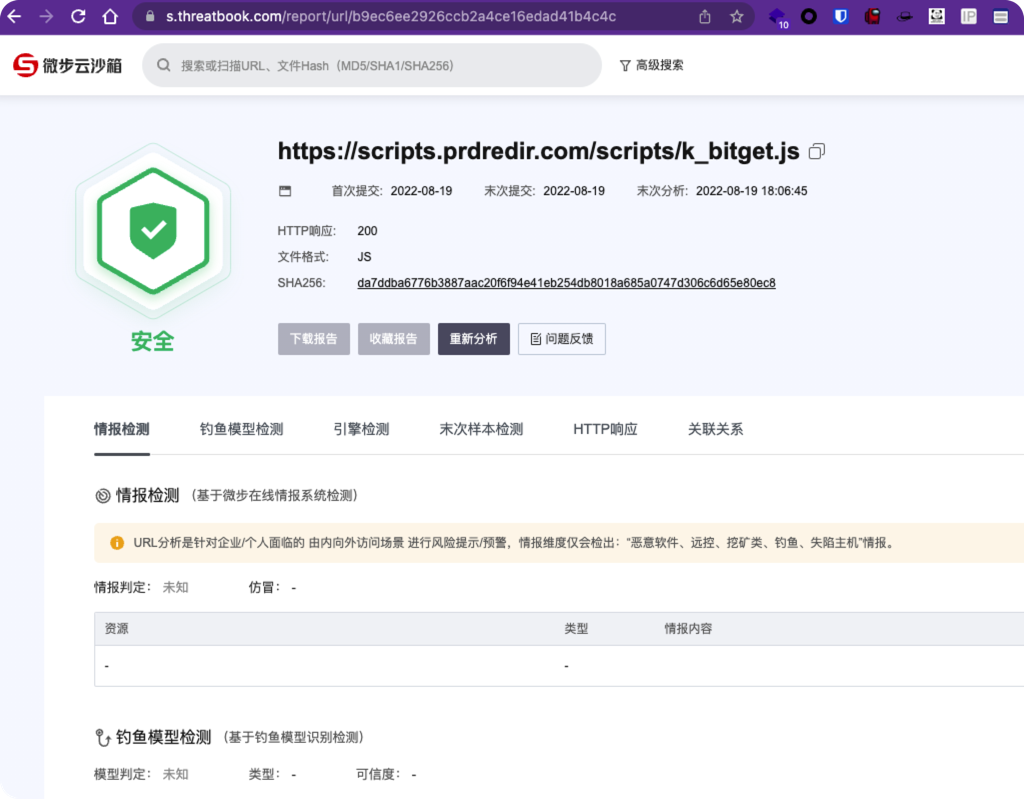 s.threatbook.com/report/url/b9ec6ee2926ccb2a4ce16edad41b4c4c
10
IP
微步云沙箱
搜索或扫描URL、文件Hash（MD5/SHA1/SHA256）
高级搜索
https://scripts.prdredir.com/scripts/k_bitget.js
首次提交: 2022-08-19 末次提交: 2022-08-19 末次分析: 2022-08-19 18:06:45
HTTP响应: 200
文件格式: JS
SHA256: da7ddba6776b3887aac20f6f94e41eb254db8018a685a0747d306c6d65e80ec8
安全
下载报告 收藏报告 重新分析 问题反馈
情报检测 钓鱼模型检测 引擎检测 末次样本检测 HTTP响应 关联关系
情报检测（基于微步在线情报系统检测）
URL分析是针对企业/个人面临的 由内向外访问场景 进行风险提示/预警，情报维度仅会检出：“恶意软件、远控、挖矿类、钓鱼、失陷主机”情报。
情报判定： 未知 仿冒： -
资源 类型 情报内容
- -
钓鱼模型检测（基于钓鱼模型识别检测）
模型判定： 未知 类型： - 可信度： -